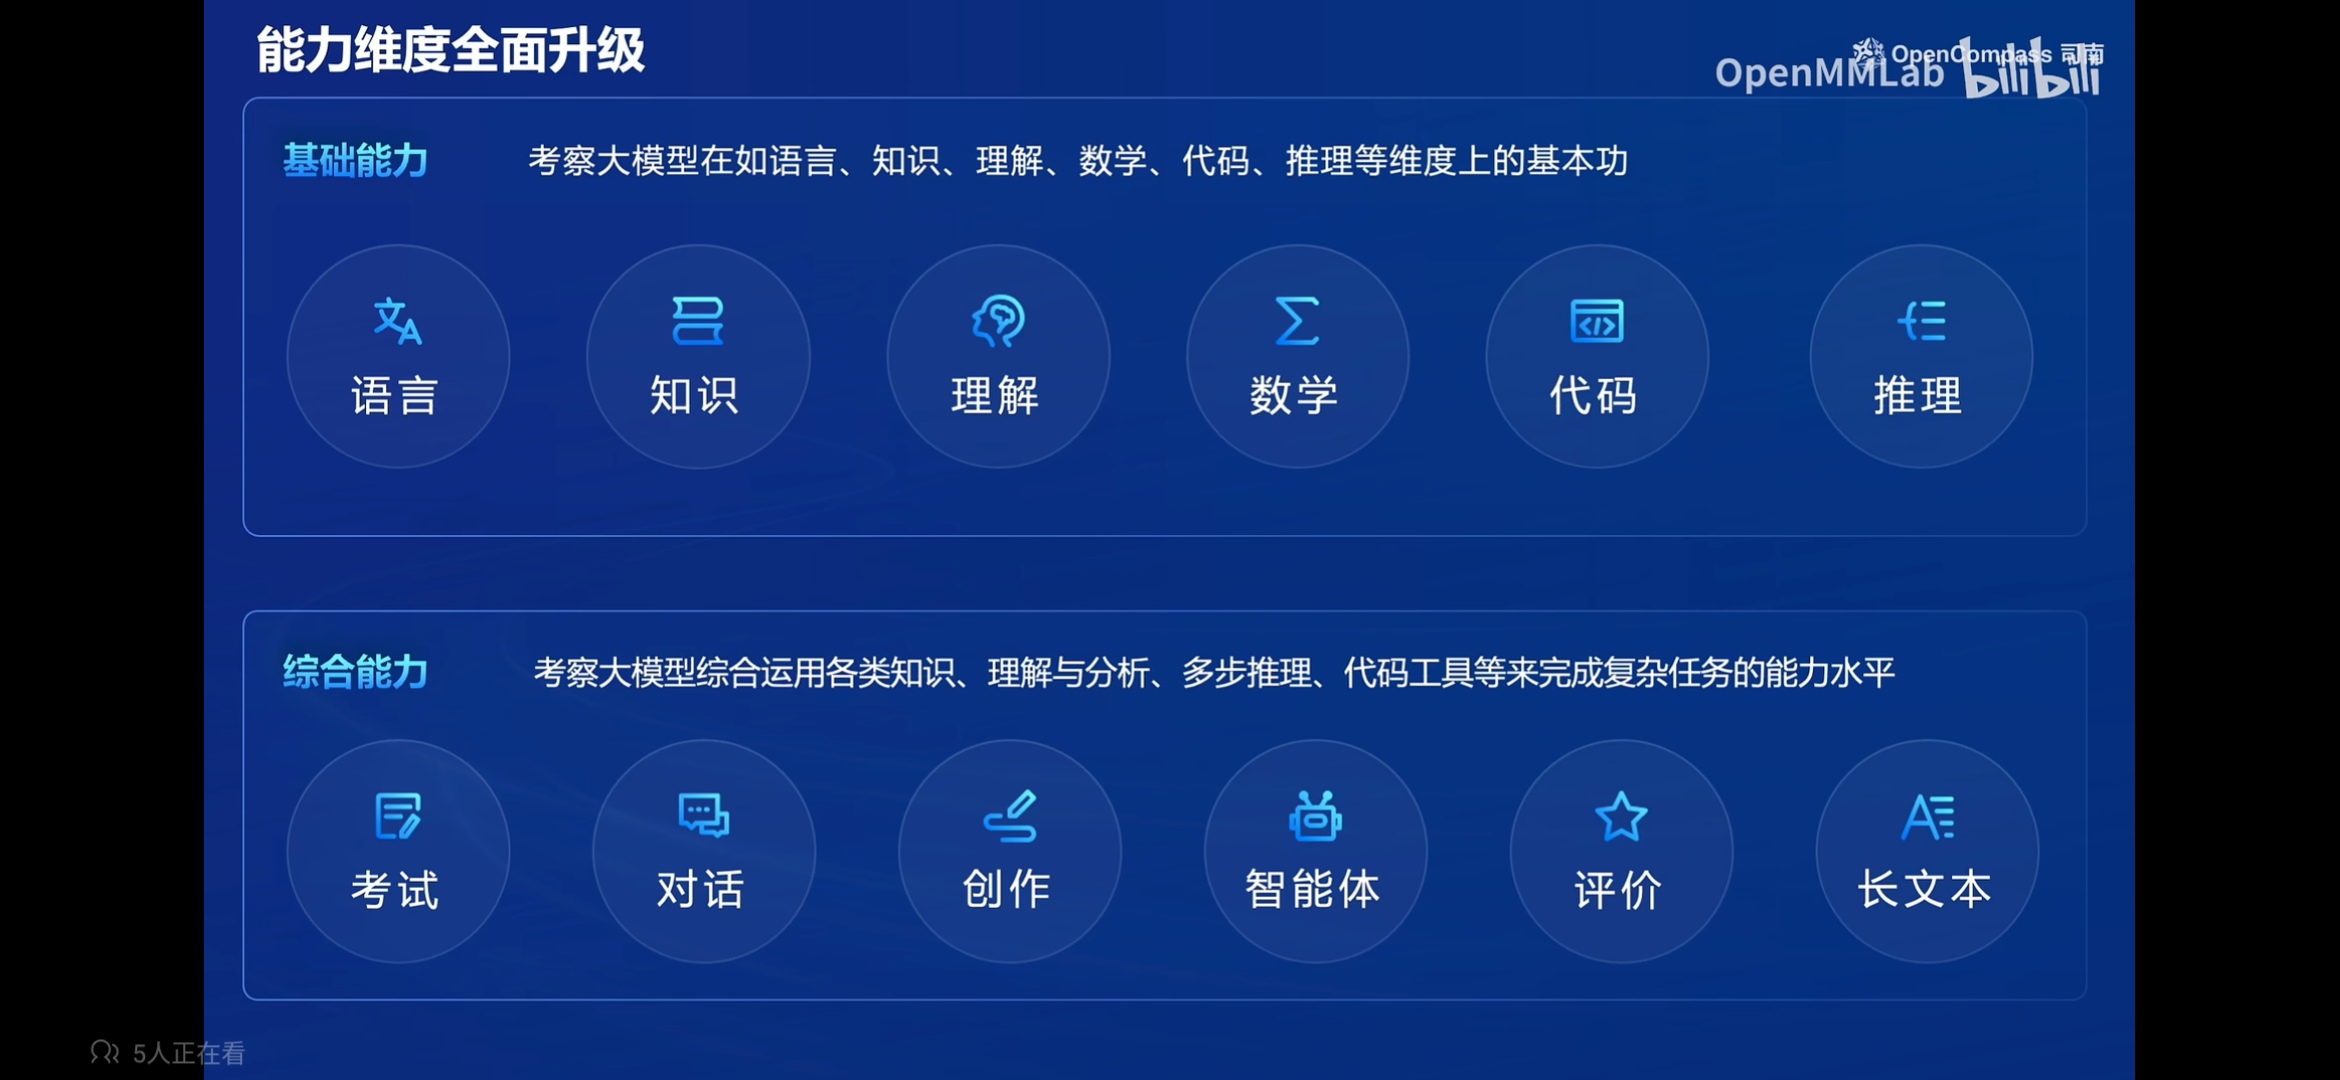 能力维度全面升级
OpenCompass 司南
OpenMMLab bilibili
基础能力 考察大模型在如语言、知识、理解、数学、代码、推理等维度上的基本功
语言 知识 理解 数学 代码 推理
综合能力 考察大模型综合运用各类知识、理解与分析、多步推理、代码工具等来完成复杂任务的能力水平
考试 对话 创作 智能体 评价 长文本
5人正在看